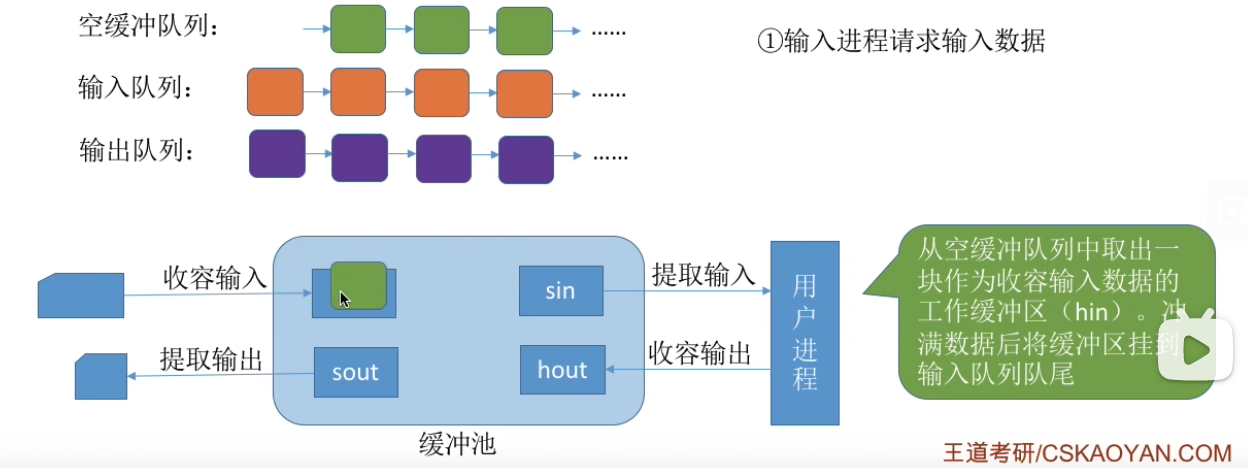 空缓冲队列：
……
①输入进程请求输入数据
输入队列：
……
输出队列：
……
收容输入
sin
提取输入
用户进程
从空缓冲队列中取出一
块作为收容输入数据的
工作缓冲区（hin）。冲
满数据后将缓冲区挂到
输入队列队尾
提取输出
sout
hout
收容输出
缓冲池
王道考研/CSKAOYAN.COM